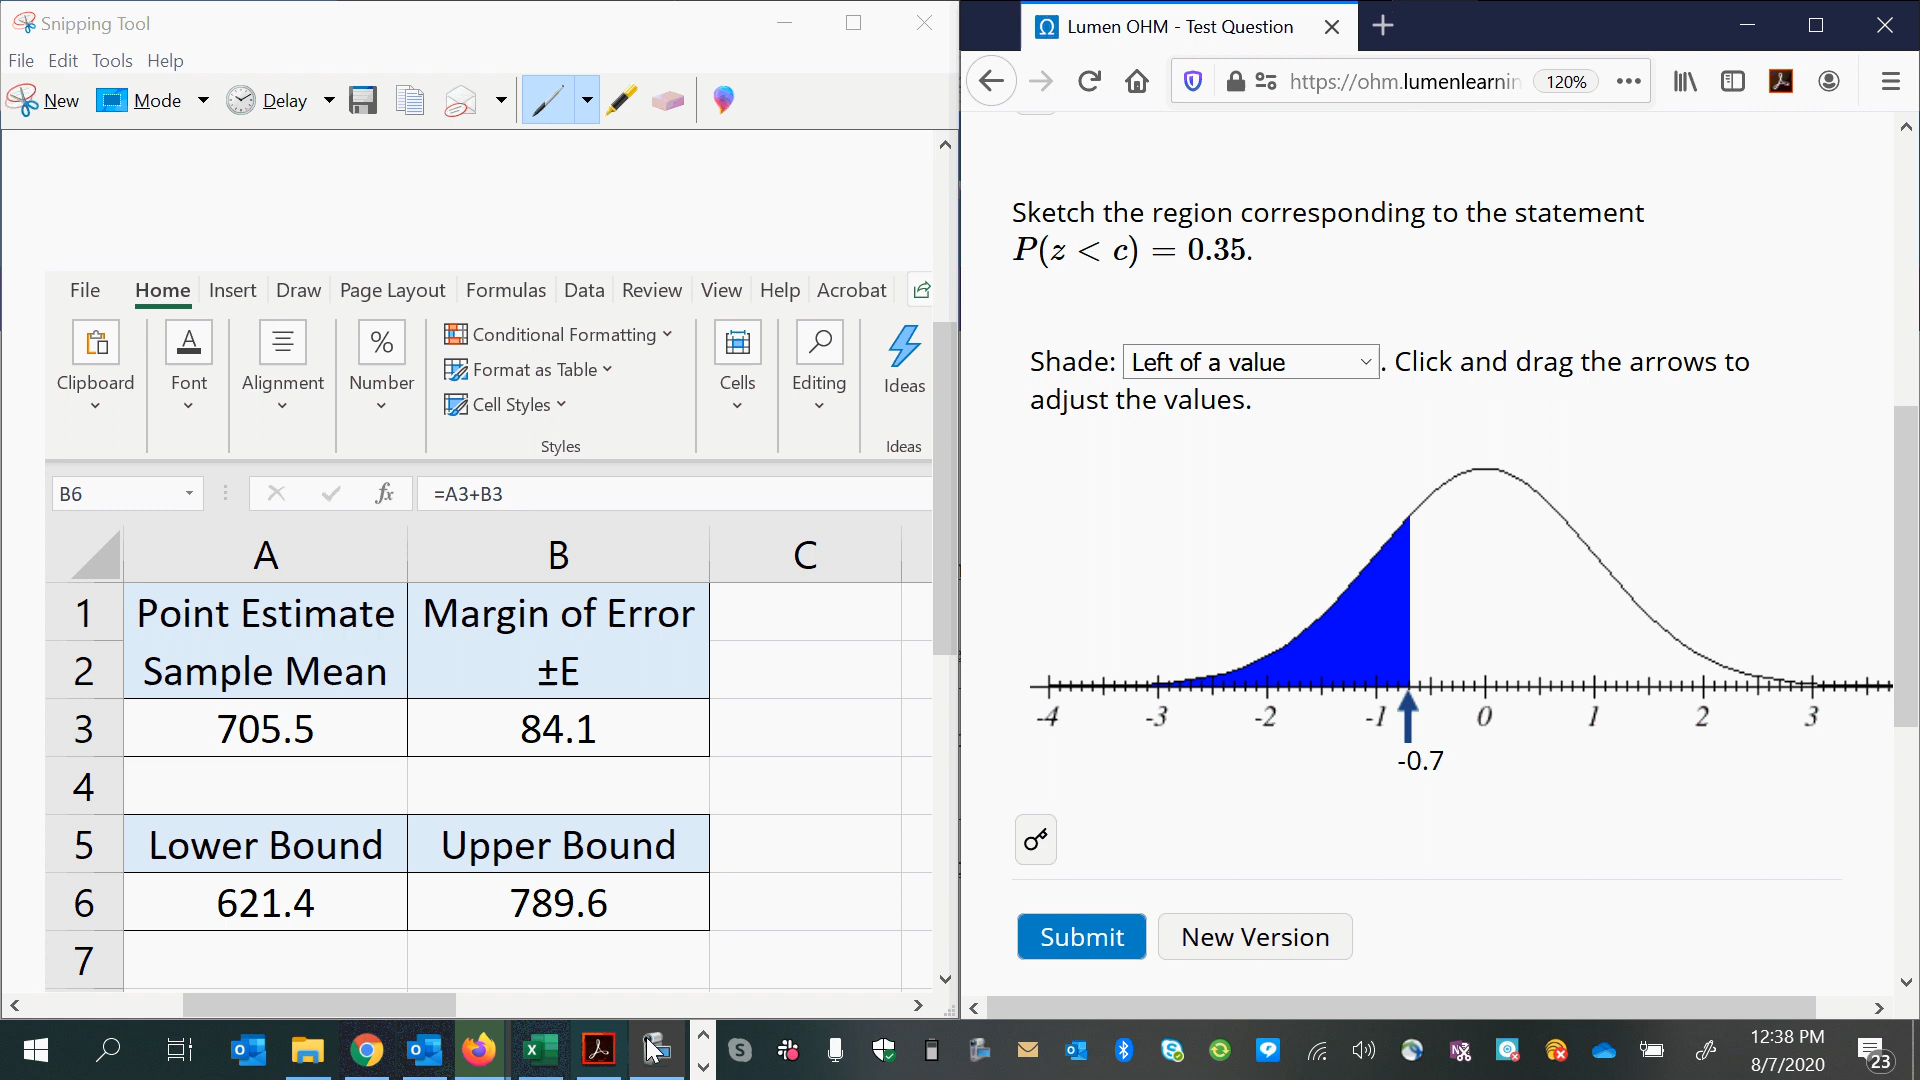 Snipping Tool
File Edit Tools Help
New Mode Delay
File Home Insert Draw Page Layout Formulas Data Review View Help Acrobat
Clipboard Font Alignment Number
Conditional Formatting
Format as Table
Cell Styles
Cells Editing Ideas
Styles Ideas
B6 fx =A3+B3
A B C
1 Point Estimate Margin of Error
2 Sample Mean ±E
3 705.5 84.1
4
5 Lower Bound Upper Bound
6 621.4 789.6
7
Lumen OHM - Test Question
https://ohm.lumenlearnin 120%
Sketch the region corresponding to the statement
P(z < c) = 0.35.
Shade: Left of a value. Click and drag the arrows to
adjust the values.
-4 -3 -2 -1 0 1 2 3
-0.7
Submit New Version
12:38 PM
8/7/2020
23